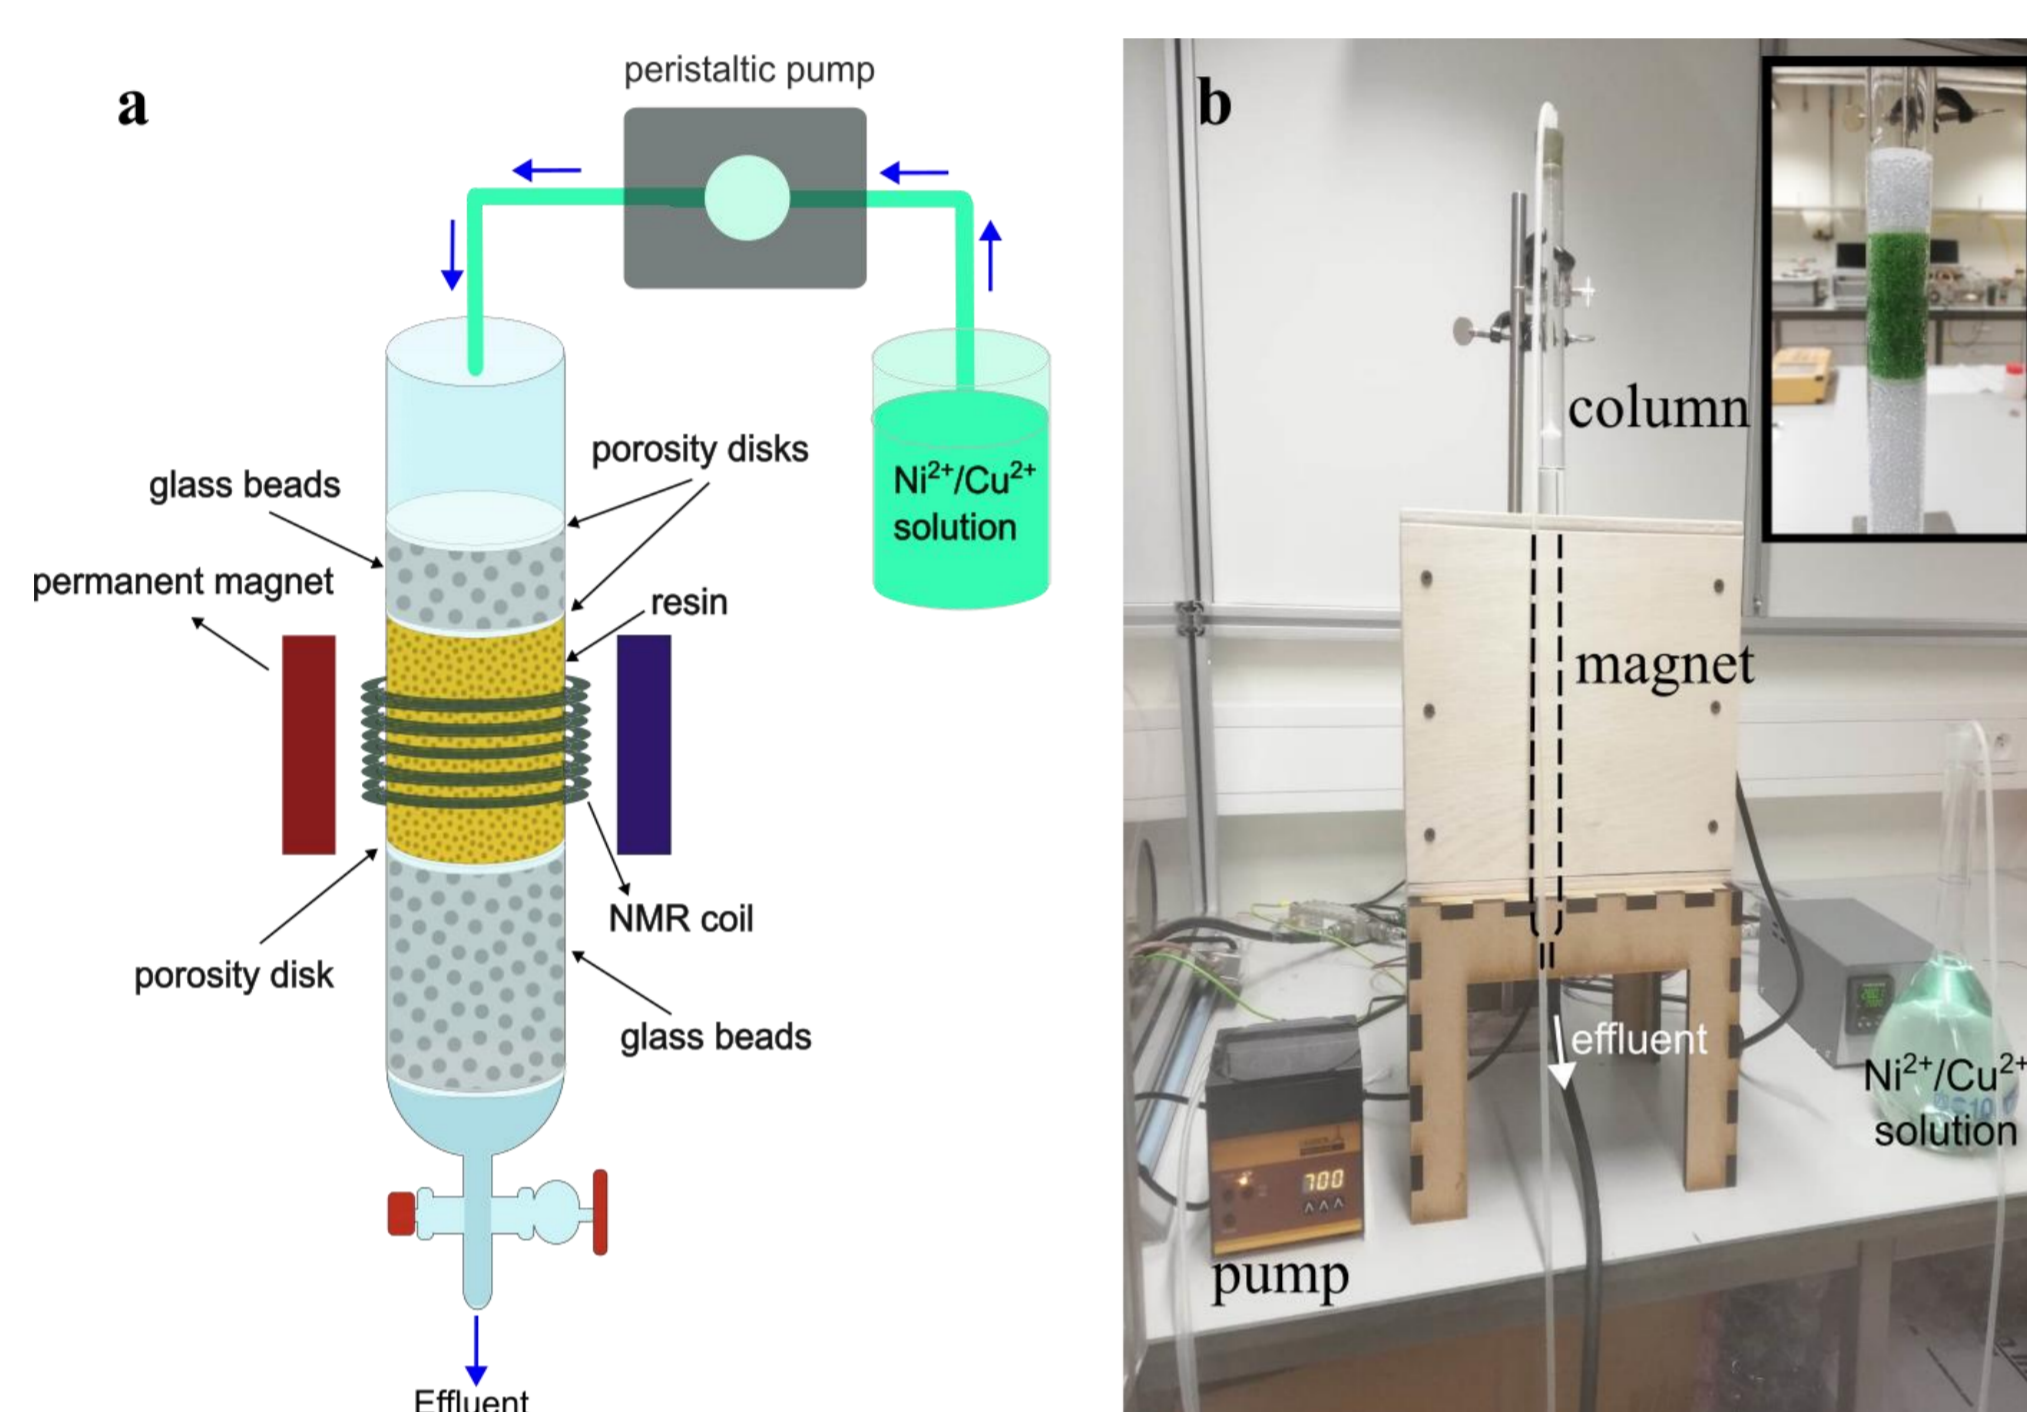 a
peristaltic pump
porosity disks
glass beads
Ni²⁺/Cu²⁺
solution
permanent magnet
resin
NMR coil
porosity disk
glass beads
Effluent
b
column
magnet
effluent
Ni²⁺/Cu²⁺
solution
700
pump